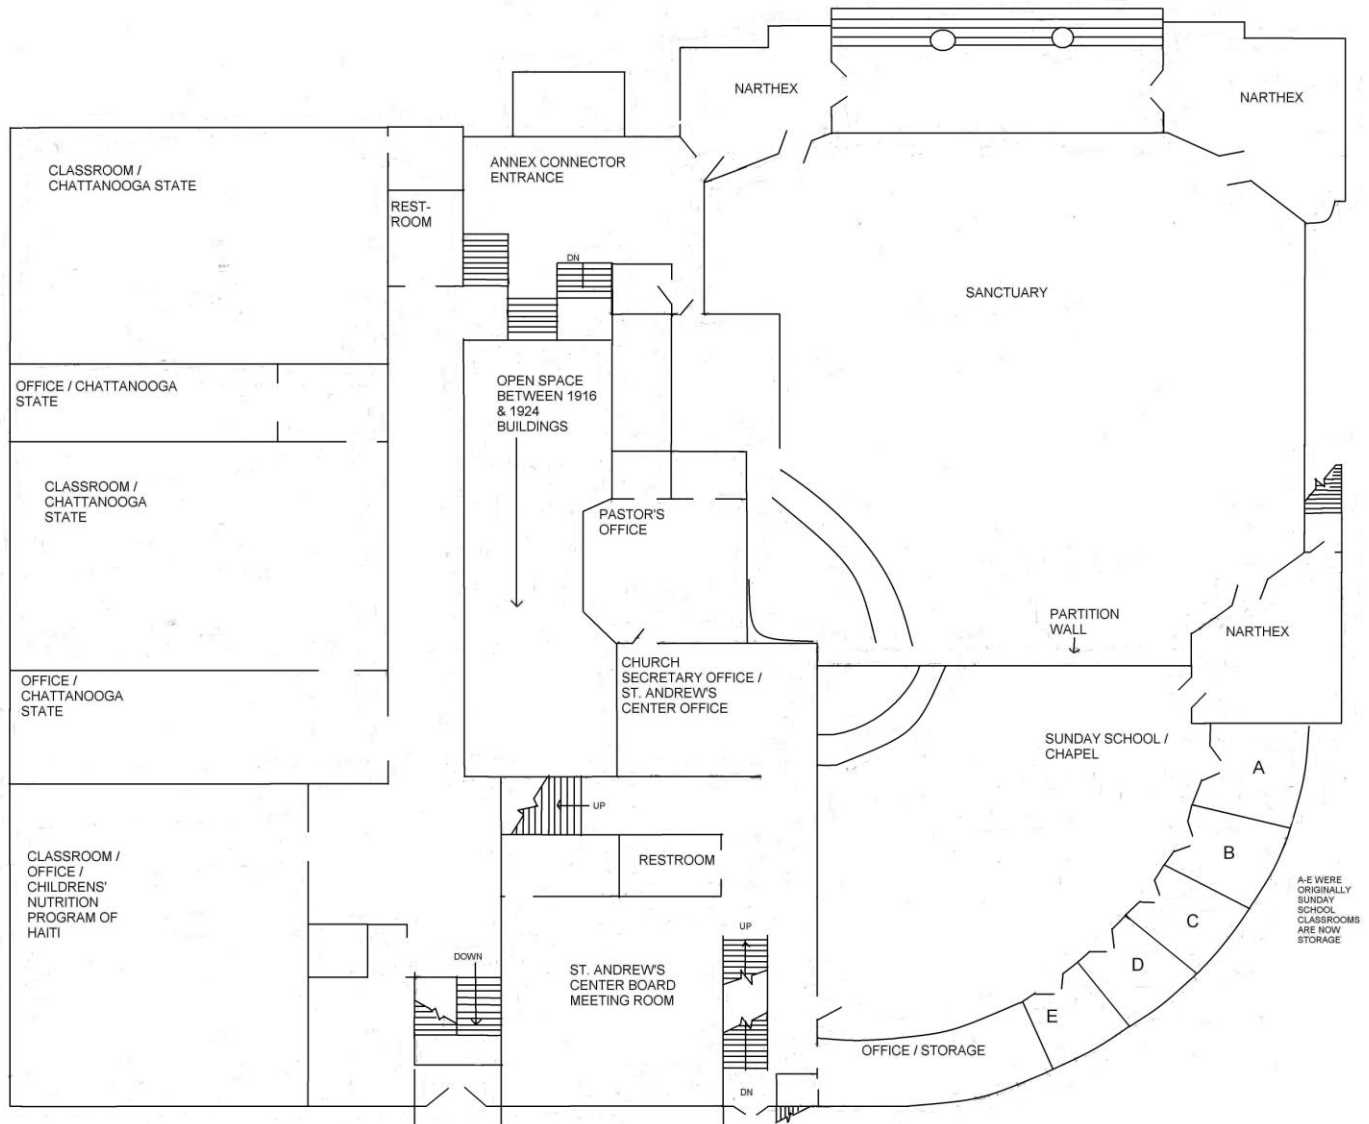 NARTHEX
NARTHEX
CLASSROOM /
CHATTANOOGA STATE
ANNEX CONNECTOR
ENTRANCE
REST-
ROOM
DN
SANCTUARY
OFFICE / CHATTANOOGA
STATE
OPEN SPACE
BETWEEN 1916
& 1924
BUILDINGS
CLASSROOM /
CHATTANOOGA
STATE
PASTOR'S
OFFICE
PARTITION
WALL
NARTHEX
OFFICE /
CHATTANOOGA
STATE
CHURCH
SECRETARY OFFICE /
ST. ANDREW'S
CENTER OFFICE
SUNDAY SCHOOL /
CHAPEL
A
UP
B
CLASSROOM /
OFFICE /
CHILDRENS'
NUTRITION
PROGRAM OF
HAITI
RESTROOM
A-E WERE
ORIGINALLY
SUNDAY
SCHOOL
CLASSROOMS
ARE NOW
STORAGE
C
UP
DOWN
D
ST. ANDREW'S
CENTER BOARD
MEETING ROOM
E
OFFICE / STORAGE
DN